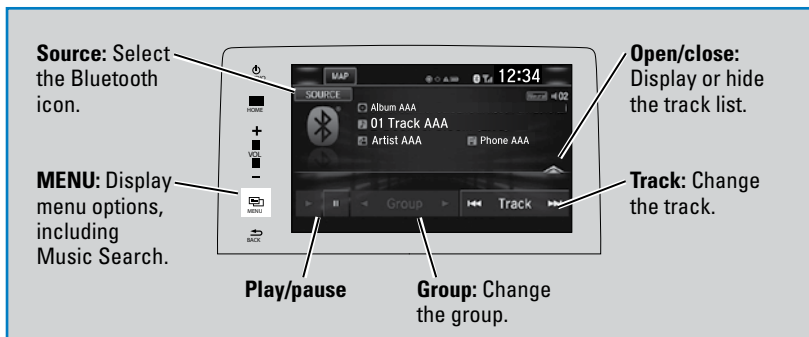 Source: Select
the Bluetooth
icon.
MENU: Display
menu options,
including
Music Search.
Play/pause
Group: Change
the group.
Open/close:
Display or hide
the track list.
Track: Change
the track.
HOME
VOL
MENU
BACK
MAP
12:34
SOURCE
02
Album AAA
01 Track AAA
Artist AAA
Phone AAA
Group
Track